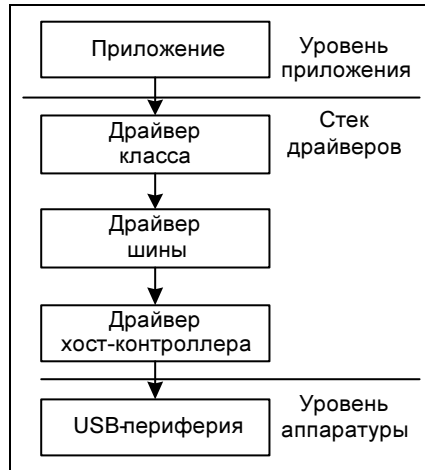 Приложение
Уровень
приложения
Драйвер
класса
Стек
драйверов
Драйвер
шины
Драйвер
хост-контроллера
USB-периферия
Уровень
аппаратуры